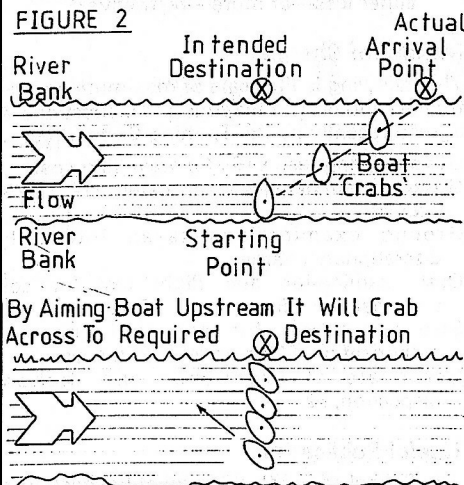 FIGURE 2
Actual
Arrival
Point
Intended
Destination
River
Bank
Flow
Boat
'Crabs'
River
Bank
Starting
Point
By Aiming Boat Upstream It Will Crab
Across To Required Destination